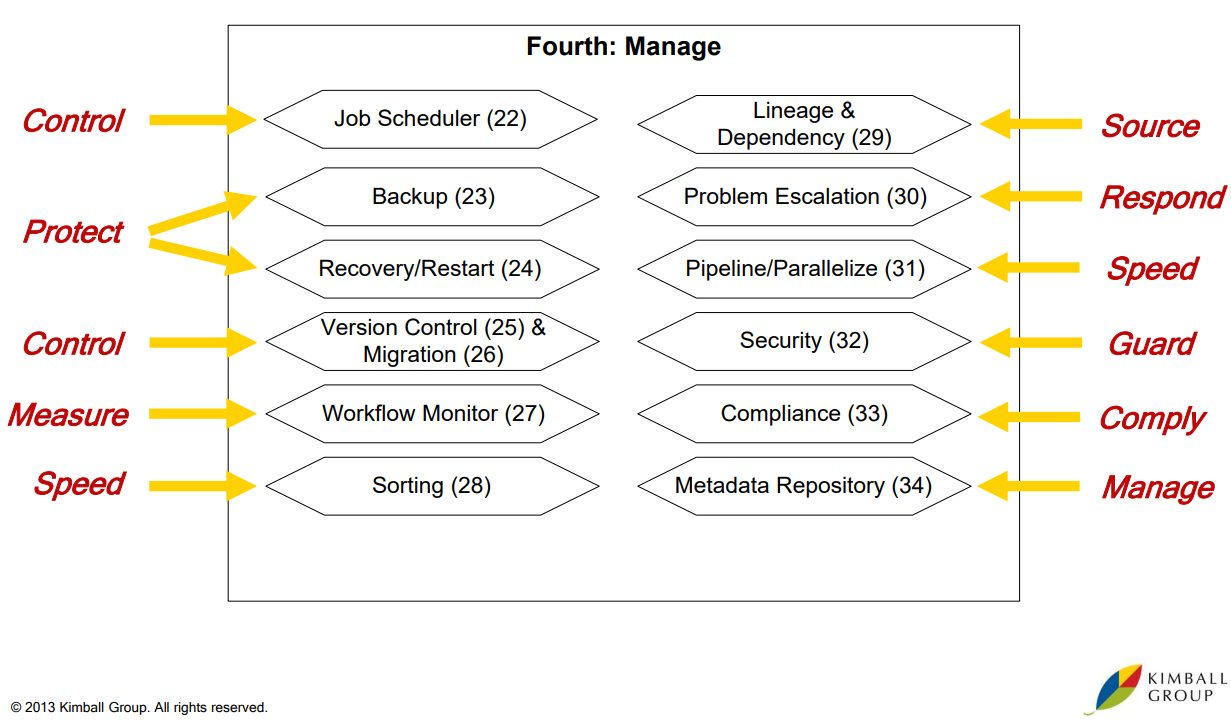 Fourth: Manage
Control
Job Scheduler (22)
Lineage &
Dependency (29)
Source
Protect
Backup (23)
Problem Escalation (30)
Respond
Recovery/Restart (24)
Pipeline/Parallelize (31)
Speed
Control
Version Control (25) &
Migration (26)
Security (32)
Guard
Measure
Workflow Monitor (27)
Compliance (33)
Comply
Speed
Sorting (28)
Metadata Repository (34)
Manage
© 2013 Kimball Group. All rights reserved.
KIMBALL
GROUP